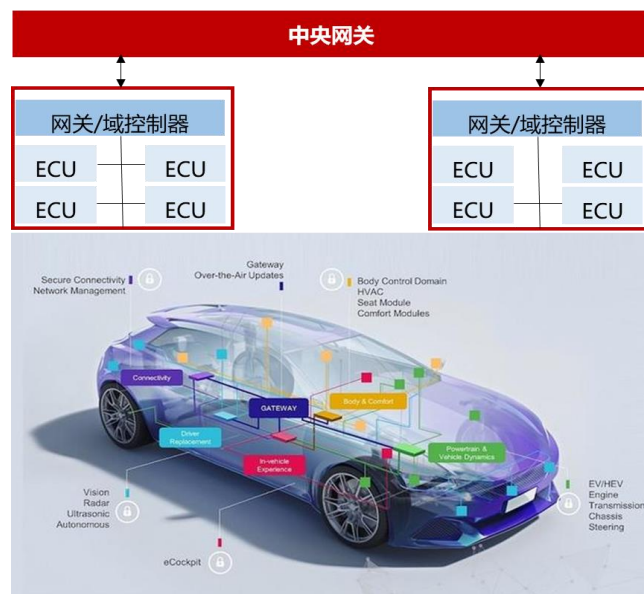 中央网关
网关/域控制器
ECU ECU
ECU ECU
网关/域控制器
ECU ECU
ECU ECU
Secure Connectivity
Network Management
Gateway
Over-the-Air Updates
Body Control Domain
HVAC
Seat Module
Comfort Modules
Connectivity
GATEWAY
Body & Comfort
Driver
Replacement
In-vehicle
Experience
Powertrain &
Vehicle Dynamics
Vision
Radar
Ultrasonic
Autonomous
eCockpit
EV/HEV
Engine
Transmission
Chassis
Steering